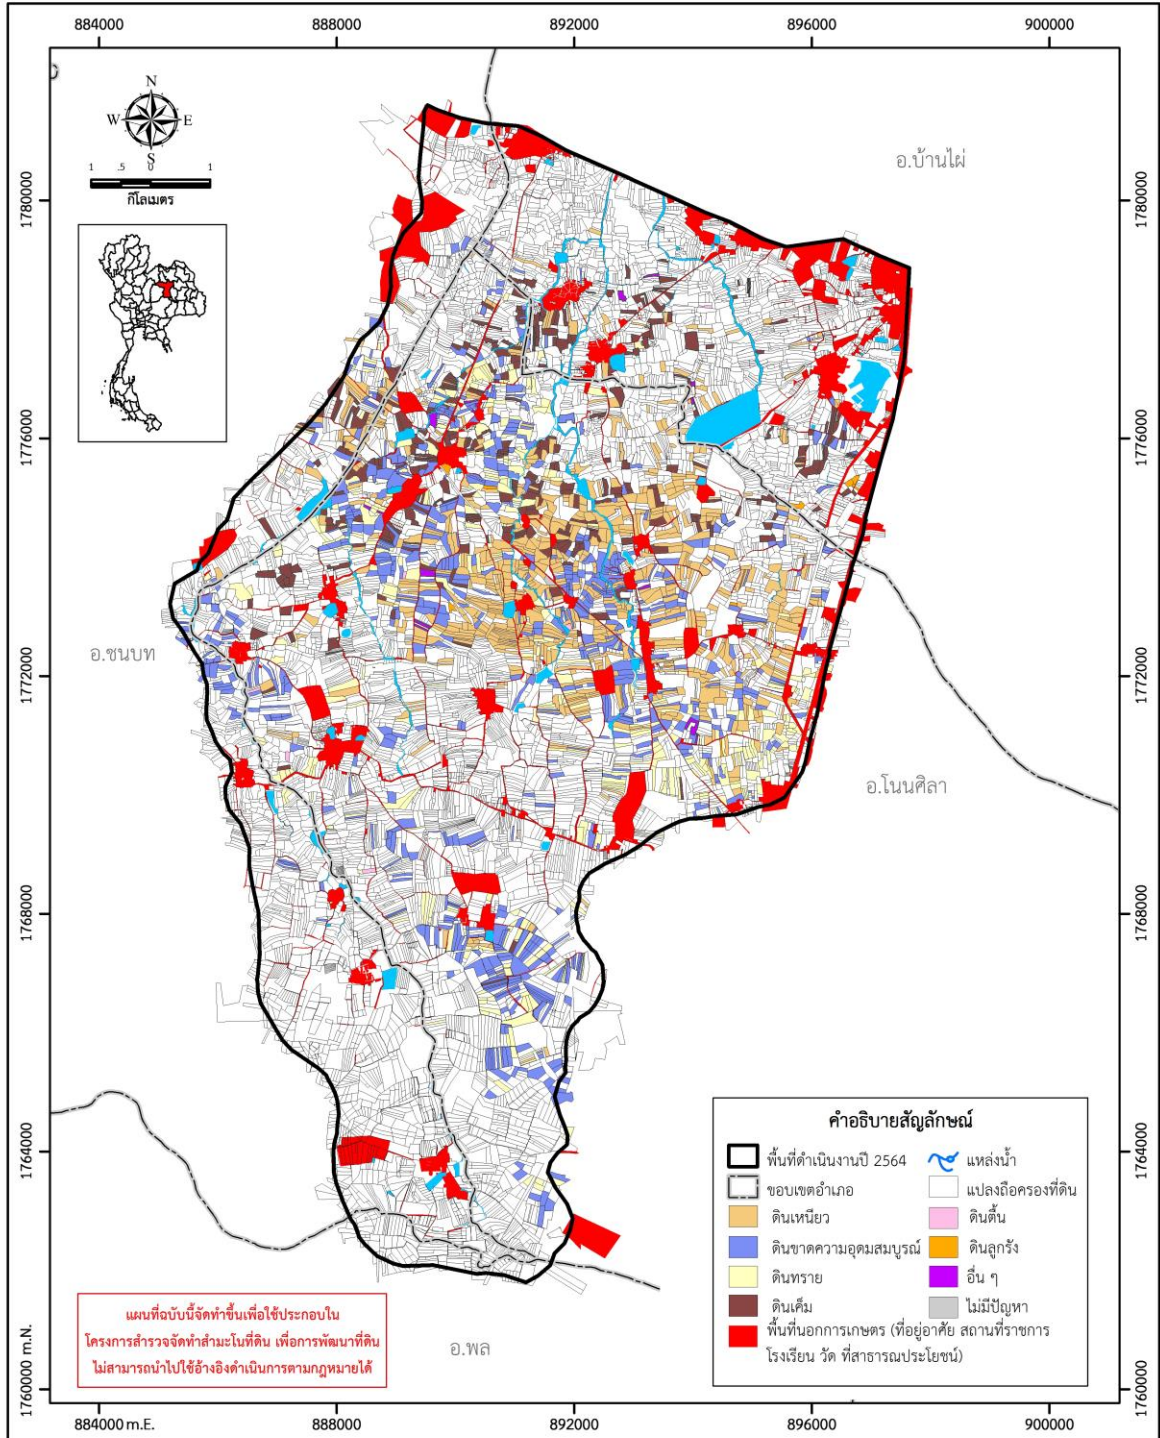 884000 888000 892000 896000 900000
N
W E
S
1 .5 0 1
กิโลเมตร
อ.บ้านไผ่
1780000 1780000
1776000 1776000
อ.ชนบท
1772000 1772000
อ.โนนศิลา
1768000 1768000
1764000 1764000
คำอธิบายสัญลักษณ์
พื้นที่ดำเนินงานปี 2564 แหล่งน้ำ
ขอบเขตอำเภอ แปลงถือครองที่ดิน
ดินเหนียว ดินตื้น
ดินขาดความอุดมสมบูรณ์ ดินลูกรัง
ดินทราย อื่น ๆ
ดินเค็ม ไม่มีปัญหา
พื้นที่นอกการเกษตร (ที่อยู่อาศัย สถานที่ราชการ
โรงเรียน วัด ที่สาธารณประโยชน์)
แผนที่ฉบับนี้จัดทำขึ้นเพื่อใช้ประกอบใน
โครงการสำรวจจัดทำสำมะโนที่ดิน เพื่อการพัฒนาที่ดิน
ไม่สามารถนำไปใช้อ้างอิงดำเนินการตามกฎหมายได้
อ.พล
1760000 m.N. 1760000
884000 m.E. 888000 892000 896000 900000